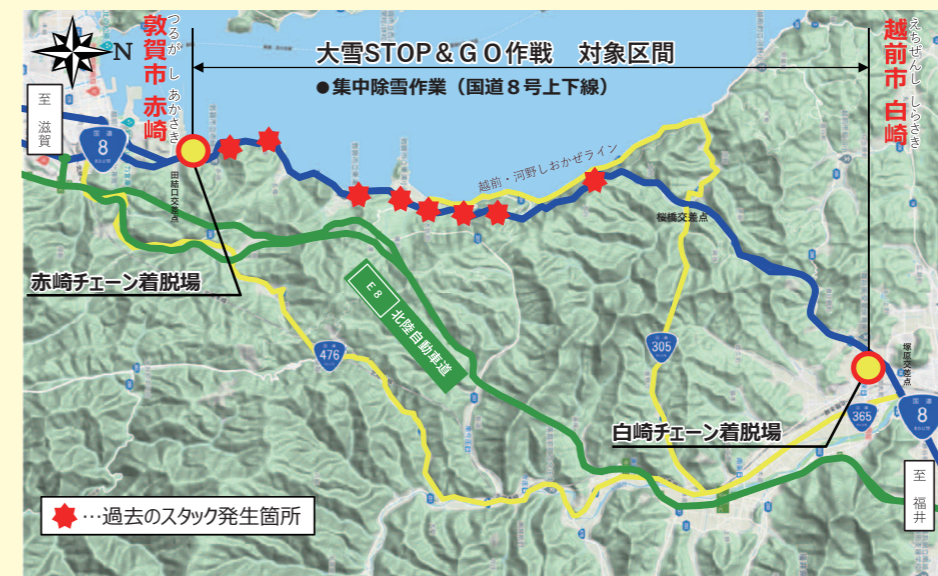 N
至 滋賀
敦賀市 赤崎
つるが し あかさき
大雪STOP&GO作戦 対象区間
●集中除雪作業(国道8号上下線)
越前市 白崎
えちぜんし しらさき
国道
8
田結口交差点
越前・河野しおかぜライン
桜橋交差点
赤崎チェーン着脱場
E8 北陸自動車道
476
305
塚原交差点
365
国道
8
白崎チェーン着脱場
至 福井
…過去のスタック発生箇所